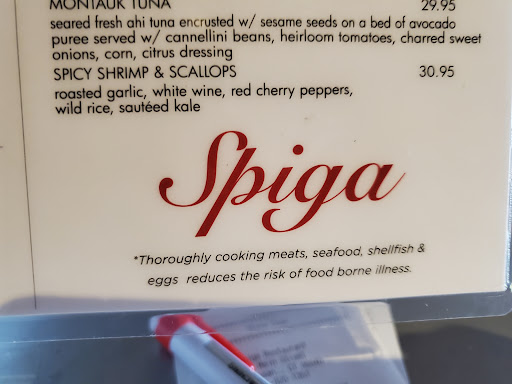 MONTAUK TUNA 29.95
seared fresh ahi tuna encrusted w/ sesame seeds on a bed of avocado
puree served w/ cannellini beans, heirloom tomatoes, charred sweet
onions, corn, citrus dressing
SPICY SHRIMP & SCALLOPS 30.95
roasted garlic, white wine, red cherry peppers,
wild rice, sautéed kale
Spiga
*Thoroughly cooking meats, seafood, shellfish &
eggs reduces the risk of food borne illness.